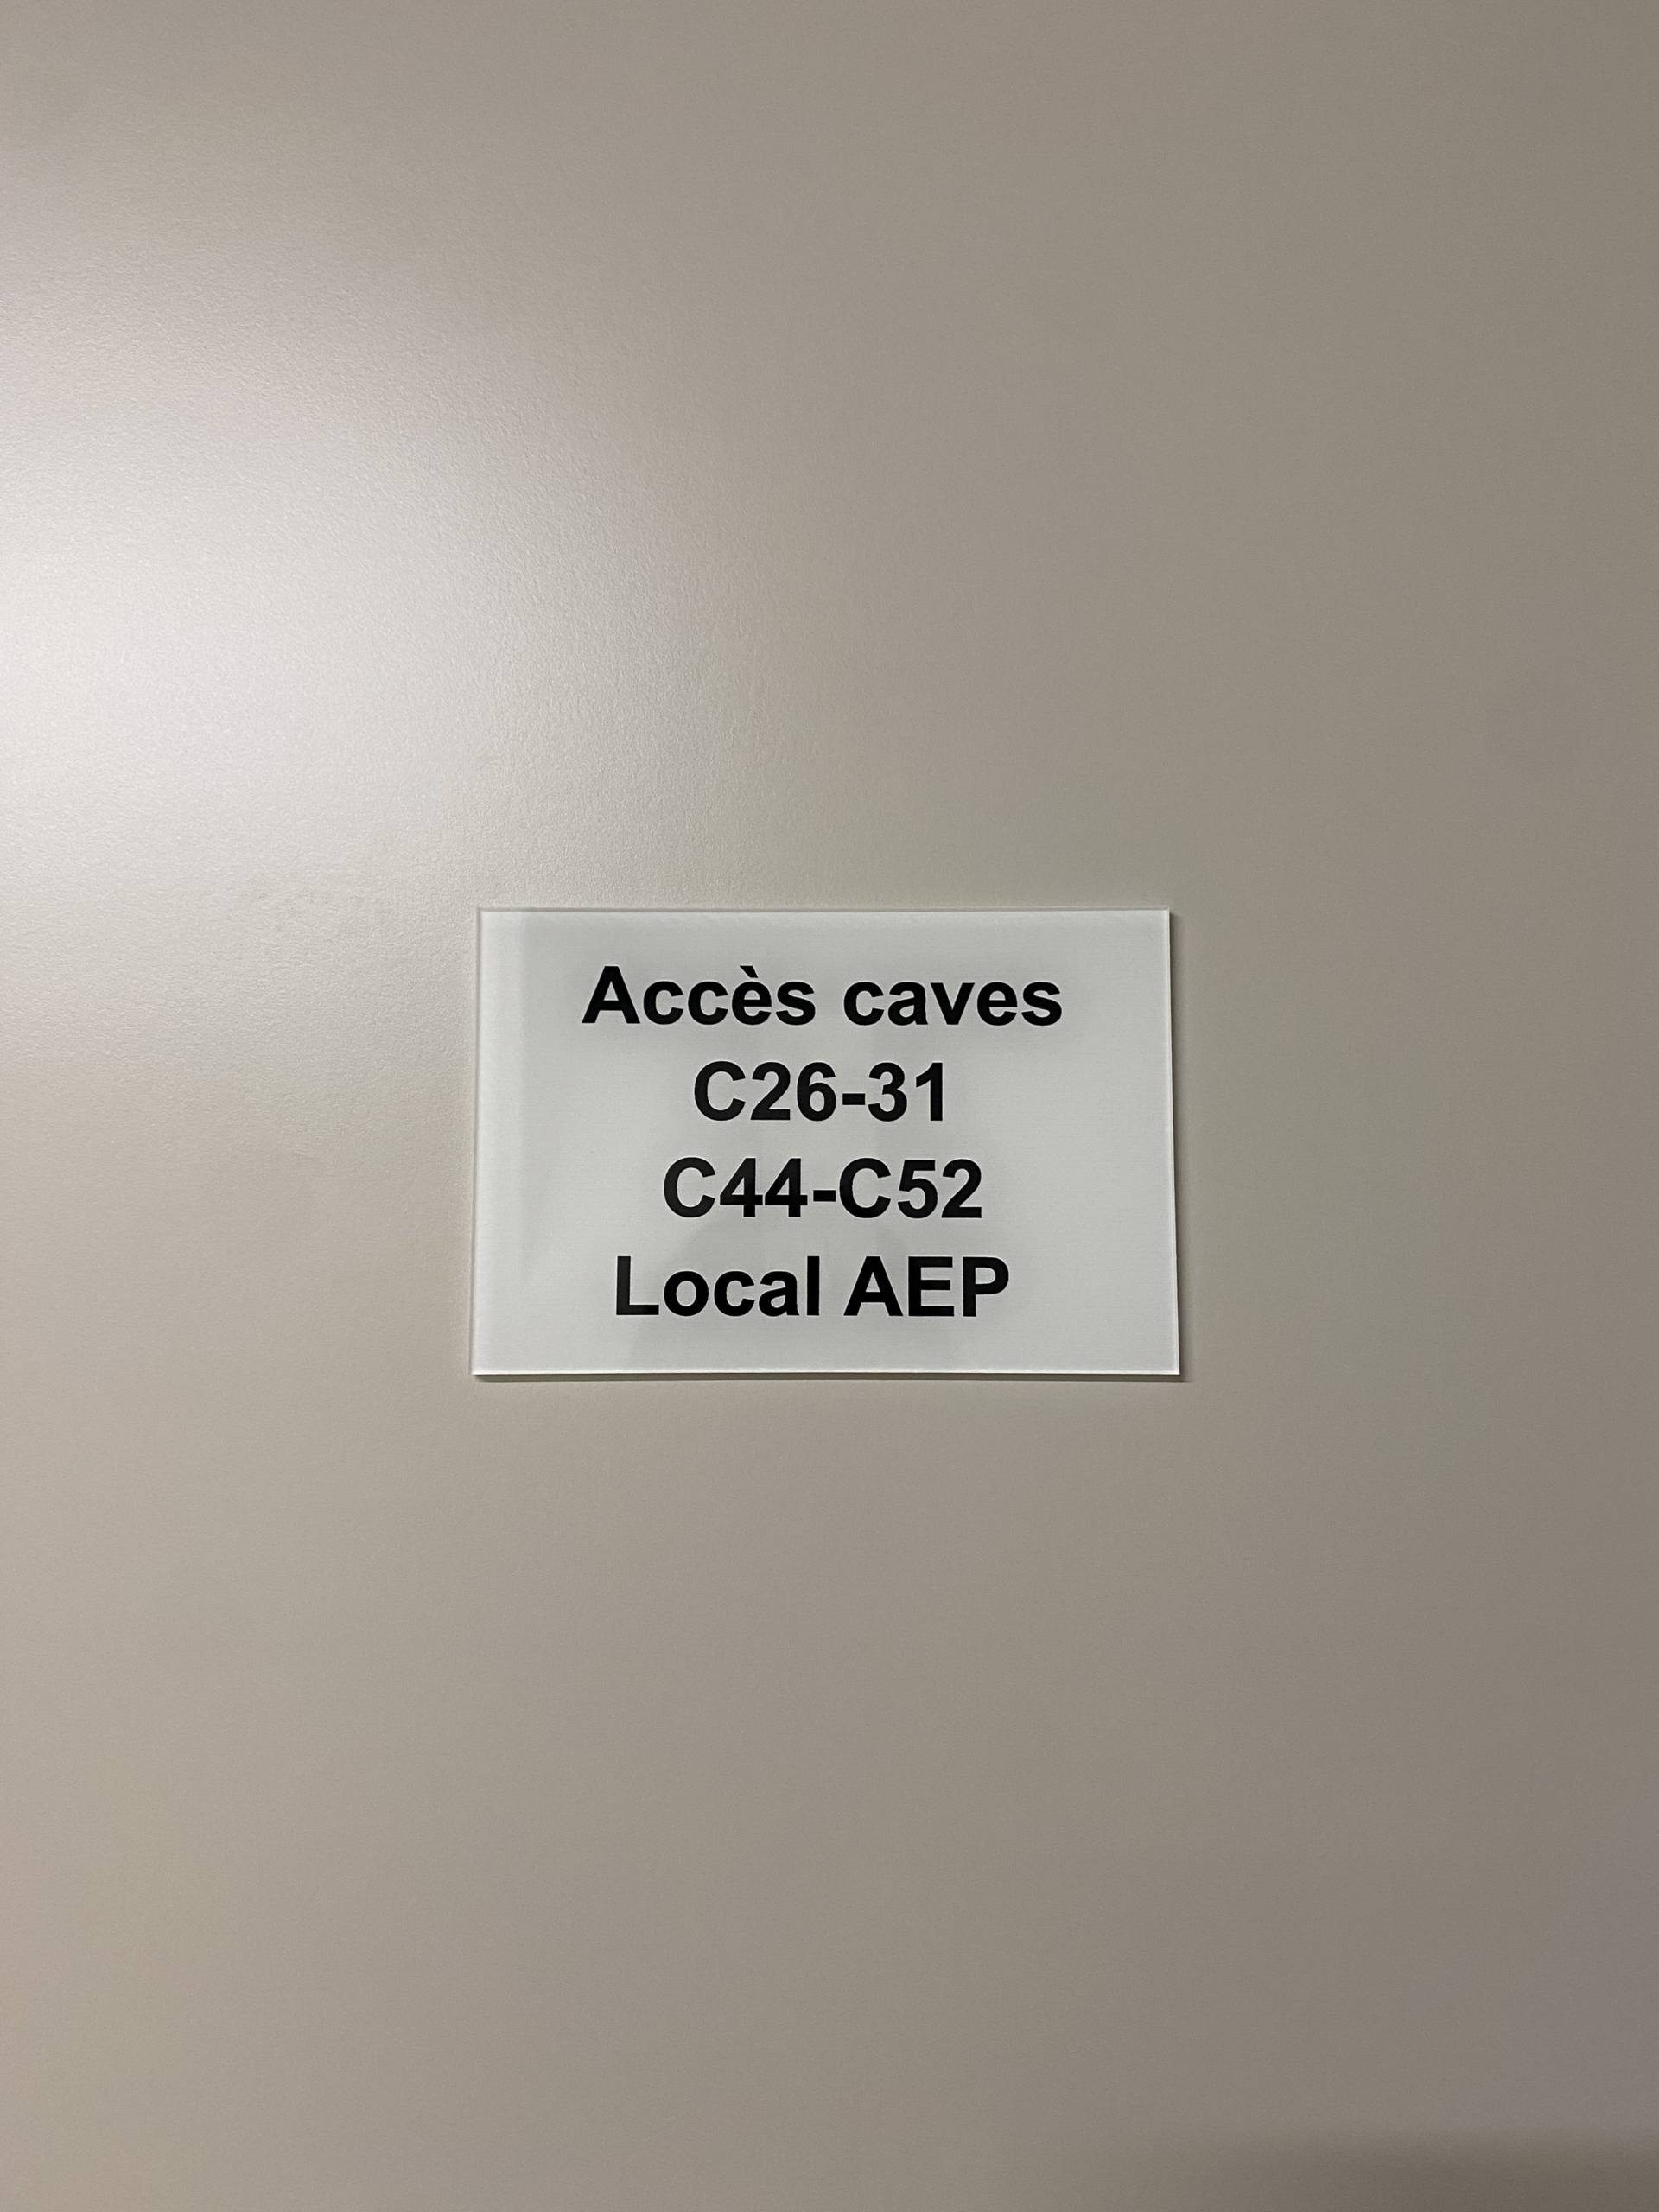 Accès caves
C26-31
C44-C52
Local AEP